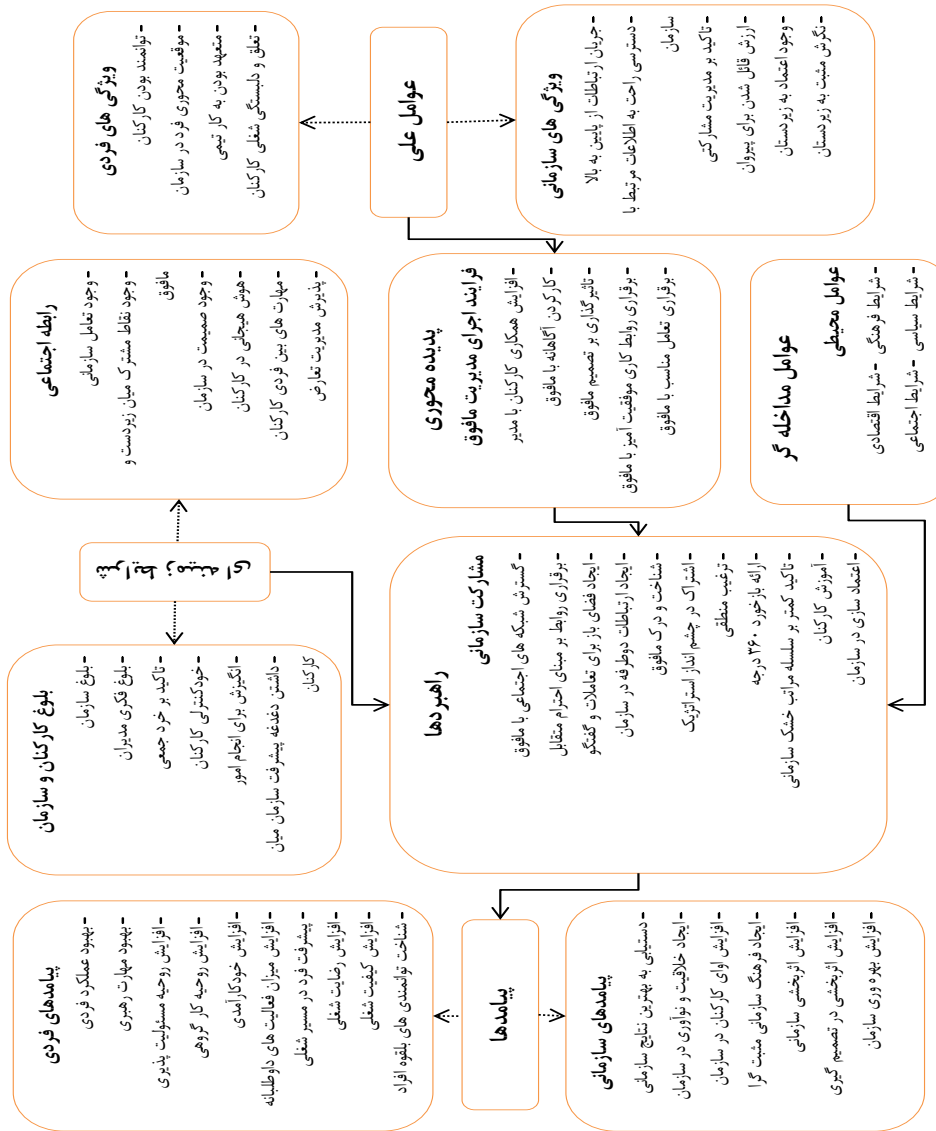 عوامل علی
ویژگی های فردی
- توانمند بودن کارکنان
- موقعیت محوری فرد در سازمان
- متعهد بودن به کار تیمی
- تعلق و دلبستگی شغلی کارکنان
ویژگی های سازمانی
- جریان ارتباطات از پایین به بالا
- دسترسی راحت به اطلاعات مرتبط با
سازمان
- تاکید بر مدیریت مشارکتی
- ارزش قائل شدن برای پیروان
- وجود اعتماد به زیردستان
- نگرش مثبت به زیردستان
رابطه اجتماعی
- وجود تعامل سازمانی
- وجود نقاط مشترک میان زیردست و
مافوق
- وجود صمیمت در سازمان
- هوش هیجانی در کارکنان
- مهارت های بین فردی کارکنان
- پذیرش مدیریت تعارض
پدیده محوری
فرایند اجرای مدیریت مافوق
- افزایش همکاری کارکنان با مدیر
- کارکردن آگاهانه با مافوق
- تاثیرگذاری بر تصمیم مافوق
- برقراری روابط کاری موفقیت آمیز با مافوق
- برقراری تعامل مناسب با مافوق
عوامل مداخله گر
عوامل محیطی
- شرایط فرهنگی - شرایط اقتصادی
- شرایط سیاسی - شرایط اجتماعی
شرایط زمینه ای
بلوغ کارکنان و سازمان
- بلوغ سازمان
- بلوغ فکری مدیران
- تاکید بر خرد جمعی
- خودکنترلی کارکنان
- انگیزش برای انجام امور
- داشتن دغدغه پیشرفت سازمان میان
کارکنان
راهبردها
مشارکت سازمانی
- گسترش شبکه های اجتماعی با مافوق
- برقراری روابط بر مبنای احترام متقابل
- ایجاد فضای باز برای تعاملات و گفتگو
- ایجاد ارتباطات دوطرفه در سازمان
- شناخت و درک مافوق
- اشتراک در چشم انداز استراتژیک
- ترغیب منطقی
- ارائه بازخورد ۳۶۰ درجه
- تاکید کمتر بر سلسله مراتب خشک سازمانی
- آموزش کارکنان
- اعتماد سازی در سازمان
پیامدها
پیامدهای فردی
- بهبود عملکرد فردی
- بهبود مهارت رهبری
- افزایش روحیه مسئولیت پذیری
- افزایش روحیه کار گروهی
- افزایش خودکارآمدی
- افزایش میزان فعالیت های داوطلبانه
- پیشرفت فرد در مسیر شغلی
- افزایش رضایت شغلی
- افزایش کیفیت شغلی
- شناخت توانمندی های بلقوه افراد
پیامدهای سازمانی
- دستیابی به بهترین نتایج سازمانی
- ایجاد خلاقیت و نوآوری در سازمان
- افزایش اوای کارکنان در سازمان
- ایجاد فرهنگ سازمانی مثبت گرا
- افزایش اثربخشی سازمانی
- افزایش اثربخشی در تصمیم گیری
- افزایش بهره وری سازمان